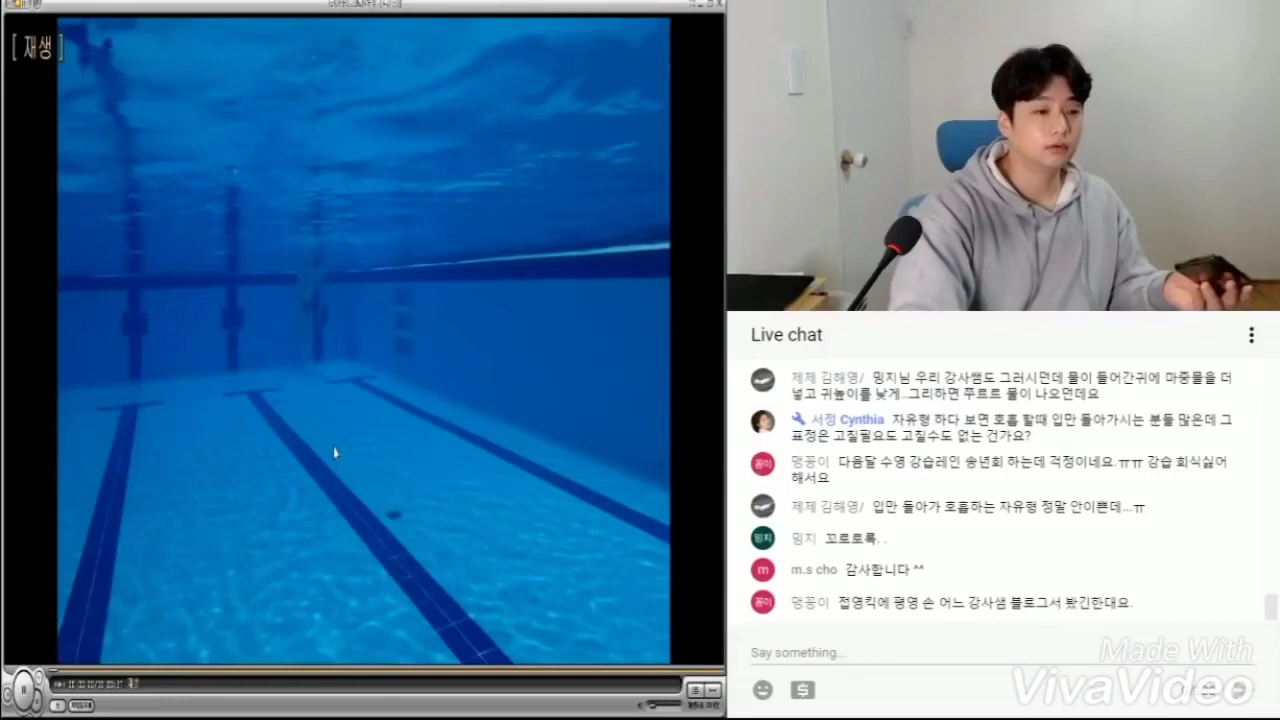 [ 재생 ]
Live chat
제제 김해영/ 밍지님 우리 강사쌤도 그러시던데 물이 들어간귀에 마중물을 더
넣고 귀높이를 낮게..그리하면 쭈르르 물이 나오던데요
서정 Cynthia 자유형 하다 보면 호흡 할때 입만 돌아가시는 분들 많은데 그
표정은 고칠필요도 고칠수도 없는 건가요?
맹꽁이 다음달 수영 강습레인 송년회 하는데 걱정이네요.ㅠㅠ 강습 회식싫어
해서요
제제 김해영/ 입만 돌아가 호흡하는 자유형 정말 안이쁜데...ㅠ
밍지 꼬로로록. .
m.s cho 감사합니다 ^^
맹꽁이 접영킥에 평영 손 어느 강사샘 블로그서 봤긴한대요.
Say something...
Made With
VivaVideo